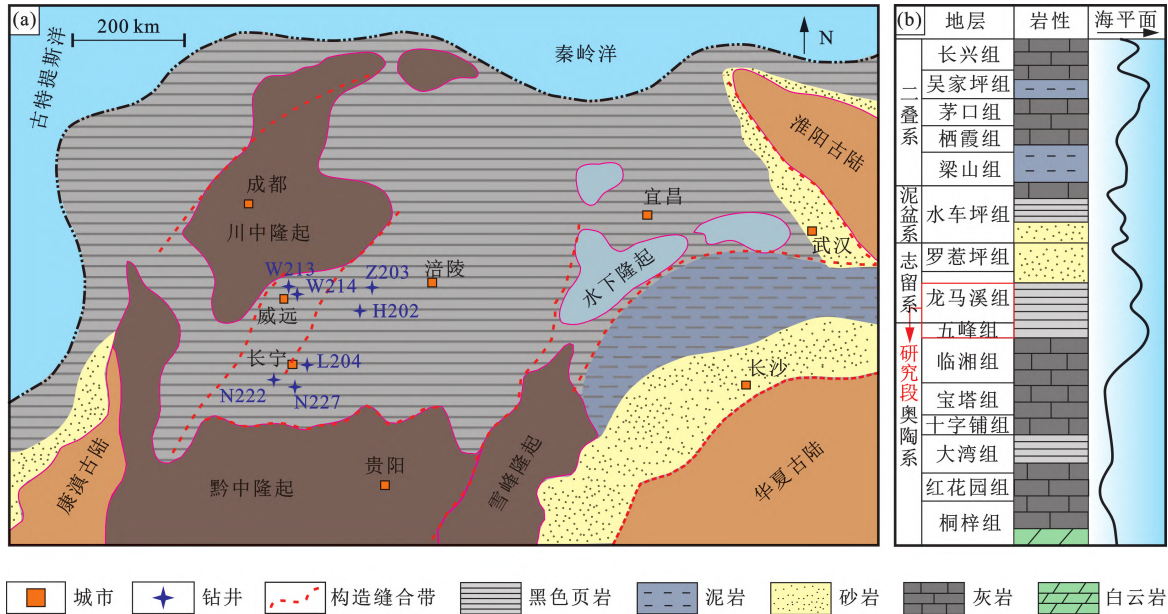 (a)
200 km
古特提斯洋
秦岭洋
N
淮阳古陆
成都
川中隆起
宜昌
武汉
W213
W214
Z203
涪陵
威远
H202
水下隆起
长宁
L204
N222
N227
长沙
康滇古陆
黔中隆起
贵阳
雪峰隆起
华夏古陆
(b)
地层
岩性
海平面
二叠系
长兴组
吴家坪组
茅口组
栖霞组
梁山组
泥盆系
水车坪组
志留系
罗惹坪组
龙马溪组
五峰组
研究段
奥陶系
临湘组
宝塔组
十字铺组
大湾组
红花园组
桐梓组
城市
钻井
构造缝合带
黑色页岩
泥岩
砂岩
灰岩
白云岩